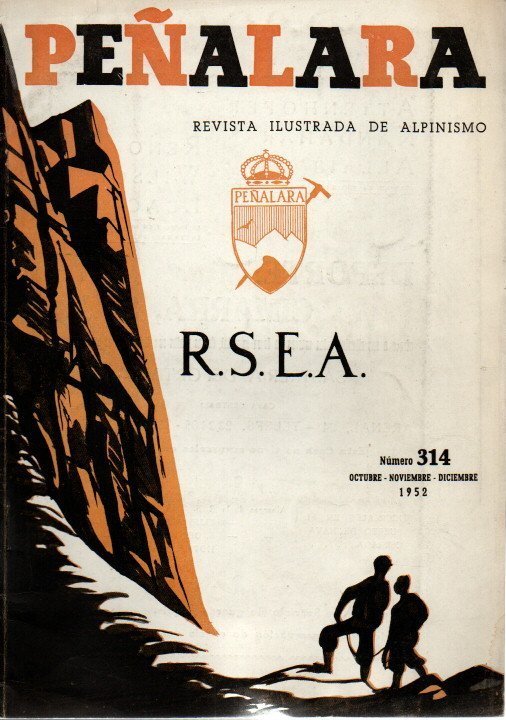 PEÑALARA
REVISTA ILUSTRADA DE ALPINISMO
PEÑALARA
R.S.E.A.
Número 314
OCTUBRE - NOVIEMBRE - DICIEMBRE
1952